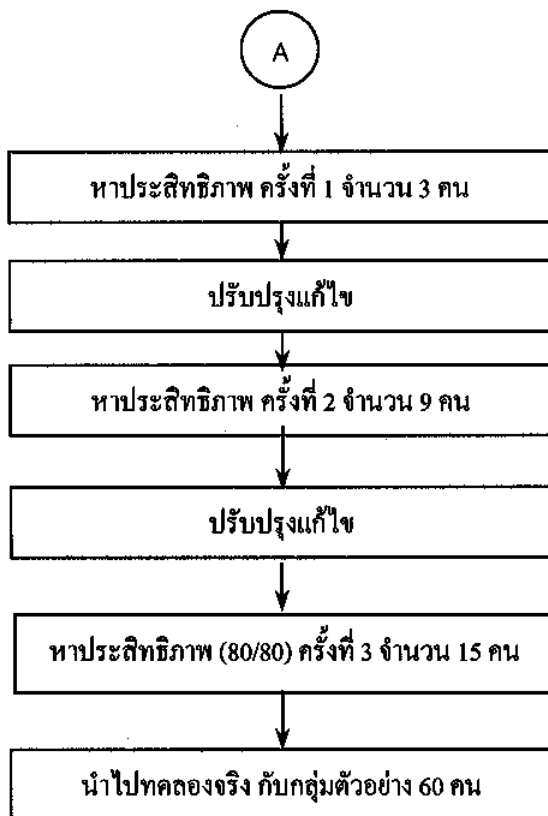 A
หาประสิทธิภาพ ครั้งที่ 1 จำนวน 3 คน
ปรับปรุงแก้ไข
หาประสิทธิภาพ ครั้งที่ 2 จำนวน 9 คน
ปรับปรุงแก้ไข
หาประสิทธิภาพ (80/80) ครั้งที่ 3 จำนวน 15 คน
นำไปทดลองจริง กับกลุ่มตัวอย่าง 60 คน